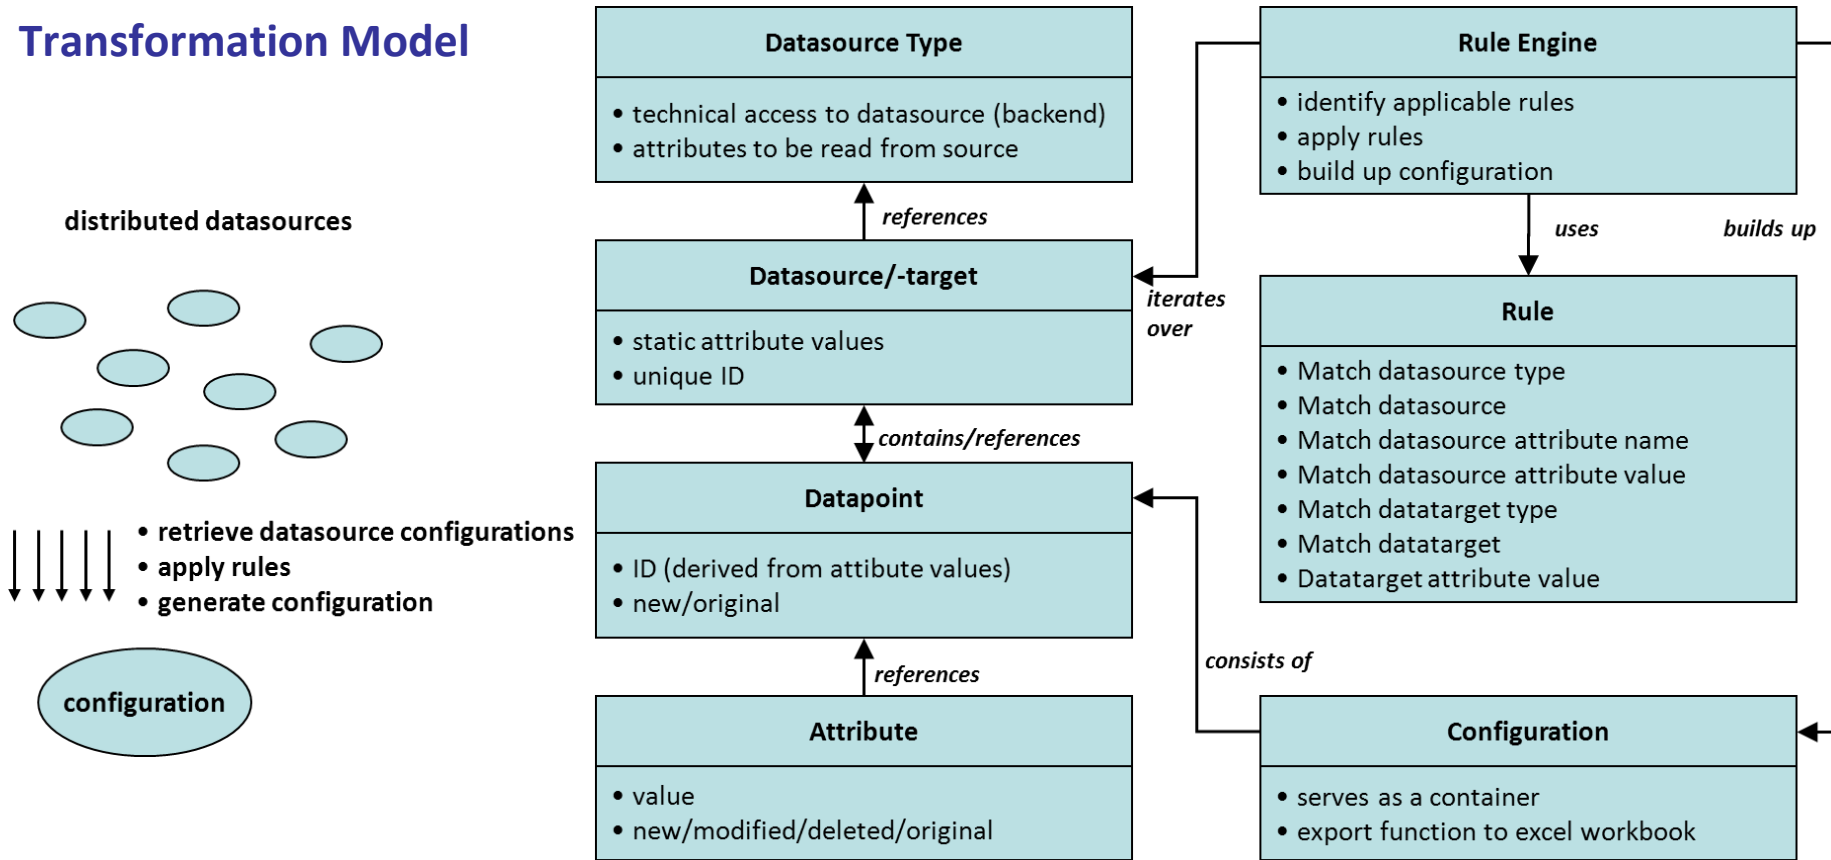 Transformation Model
distributed datasources
• retrieve datasource configurations
• apply rules
• generate configuration
configuration
Datasource Type
• technical access to datasource (backend)
• attributes to be read from source
references
Datasource/-target
• static attribute values
• unique ID
contains/references
Datapoint
• ID (derived from attibute values)
• new/original
references
Attribute
• value
• new/modified/deleted/original
Rule Engine
• identify applicable rules
• apply rules
• build up configuration
uses
builds up
iterates
over
Rule
• Match datasource type
• Match datasource
• Match datasource attribute name
• Match datasource attribute value
• Match datatarget type
• Match datatarget
• Datatarget attribute value
consists of
Configuration
• serves as a container
• export function to excel workbook